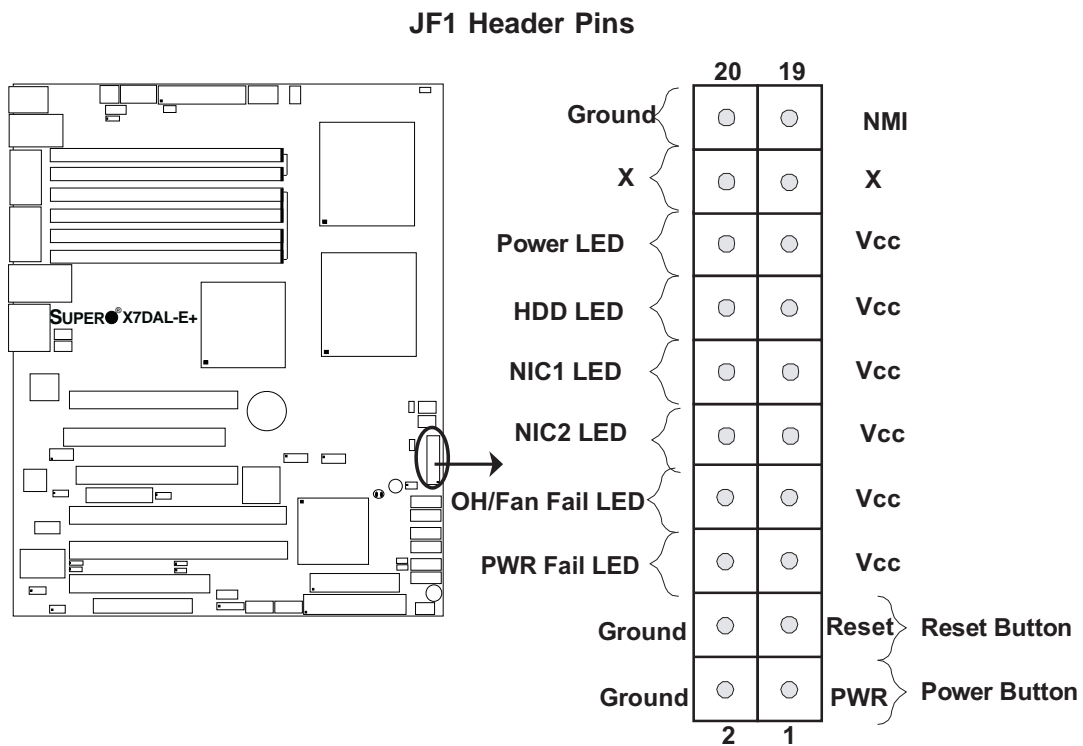 JF1 Header Pins
20 19
Ground NMI
X X
Power LED Vcc
HDD LED Vcc
SUPER® X7DAL-E+
NIC1 LED Vcc
NIC2 LED Vcc
OH/Fan Fail LED Vcc
PWR Fail LED Vcc
Ground Reset Reset Button
Ground PWR Power Button
2 1